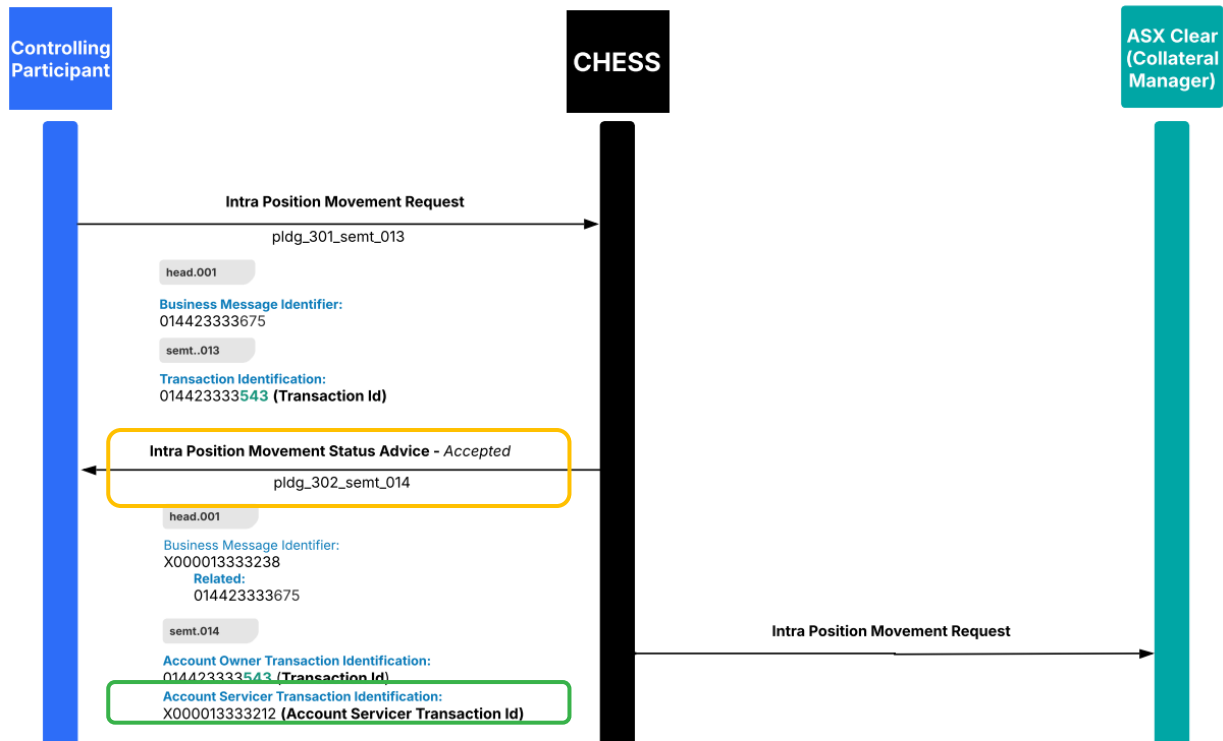 Controlling
Participant
CHESS
ASX Clear
(Collateral
Manager)
Intra Position Movement Request
pldg_301_semt_013
head.001
Business Message Identifier:
014423333675
semt..013
Transaction Identification:
014423333543 (Transaction Id)
Intra Position Movement Status Advice - Accepted
pldg_302_semt_014
head.001
Business Message Identifier:
X000013333238
Related:
014423333675
semt.014
Intra Position Movement Request
Account Owner Transaction Identification:
014423333543 (Transaction Id)
Account Servicer Transaction Identification:
X000013333212 (Account Servicer Transaction Id)